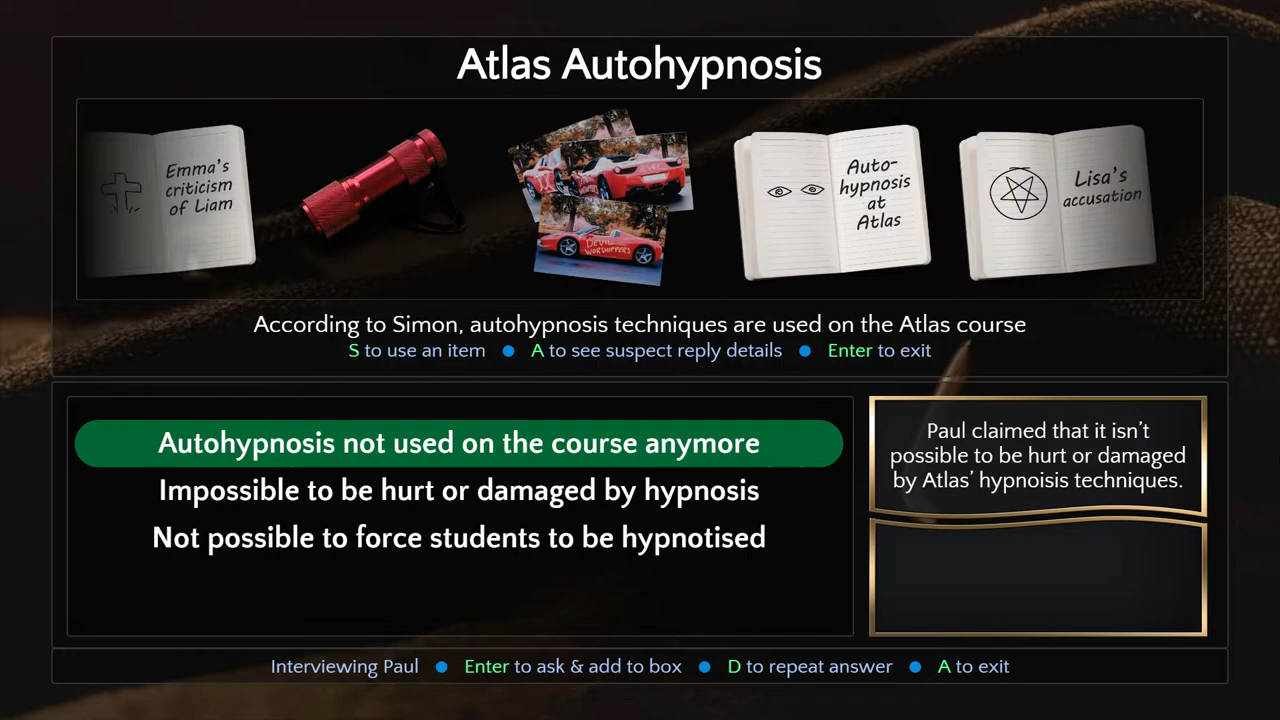 Atlas Autohypnosis
Emma's
criticism
of Liam
DEVIL
WORSHIPPERS
Auto-
hypnosis
at
Atlas
Lisa's
accusation
According to Simon, autohypnosis techniques are used on the Atlas course
S to use an item ● A to see suspect reply details ● Enter to exit
Autohypnosis not used on the course anymore
Impossible to be hurt or damaged by hypnosis
Not possible to force students to be hypnotised
Paul claimed that it isn't
possible to be hurt or damaged
by Atlas' hypnoisis techniques.
Interviewing Paul ● Enter to ask & add to box ● D to repeat answer ● A to exit